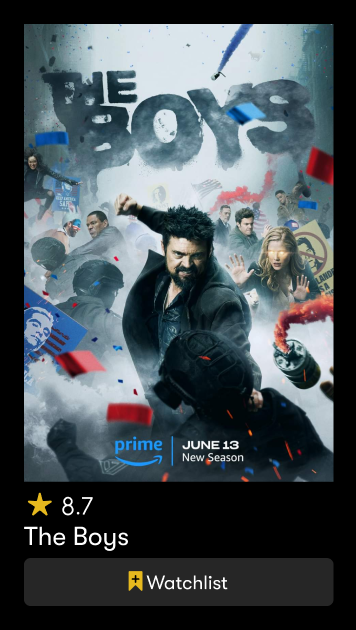 THE
BOYS
prime
JUNE 13
New Season
8.7
The Boys
Watchlist